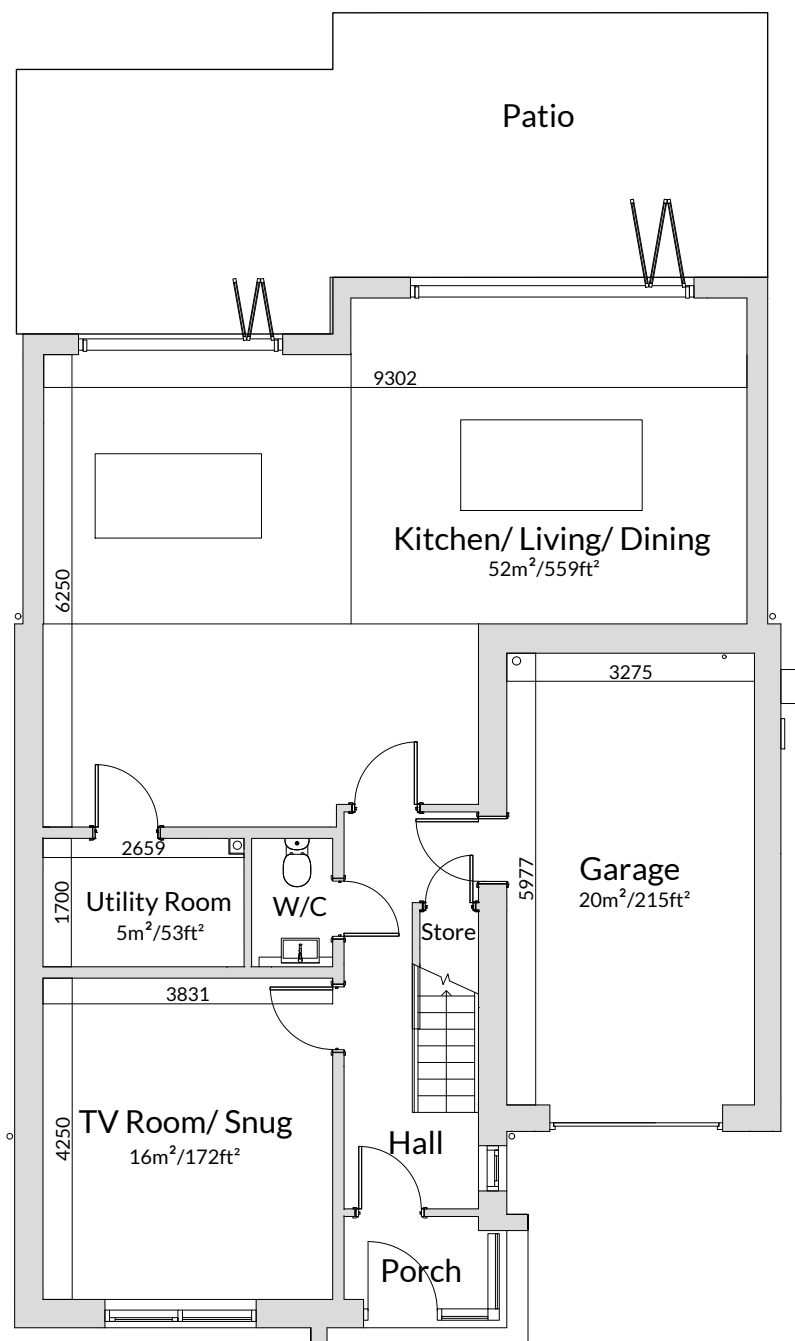 Patio
9302
Kitchen/ Living/ Dining
52m²/559ft²
6250
3275
2659
1700
Utility Room
5m²/53ft²
W/C
Store
5977
Garage
20m²/215ft²
3831
4250
TV Room/ Snug
16m²/172ft²
Hall
Porch